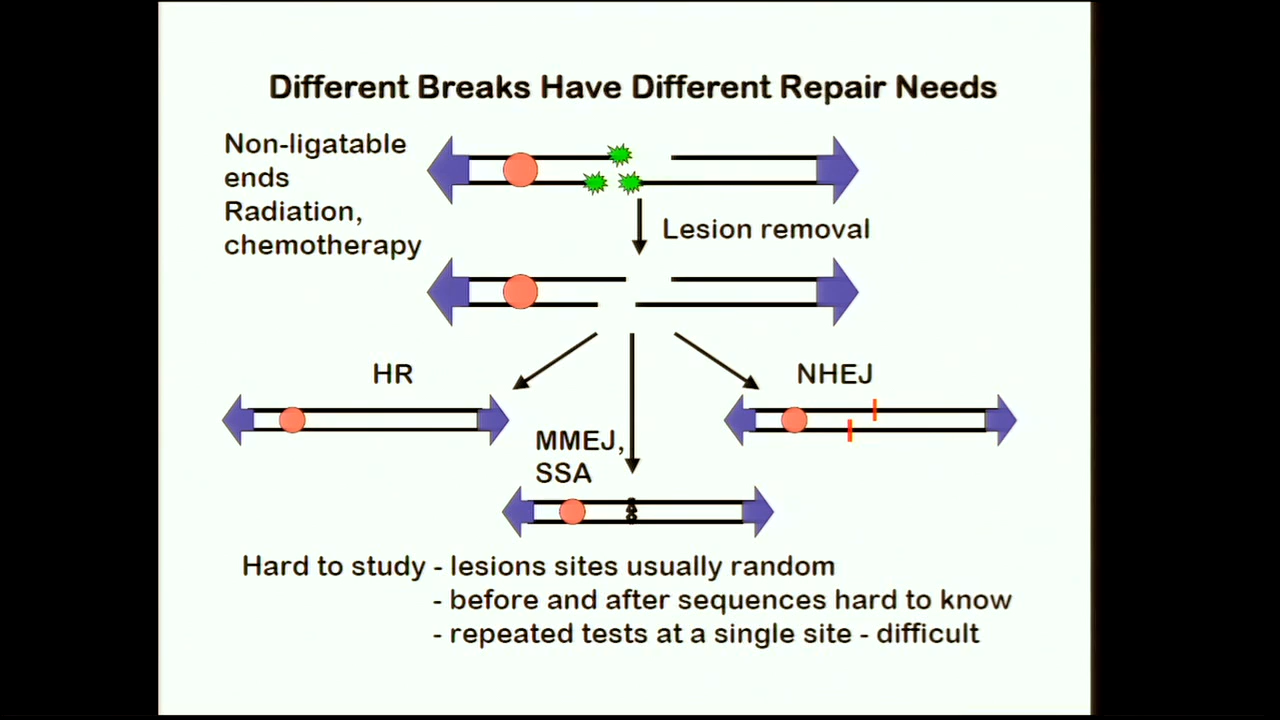 Different Breaks Have Different Repair Needs
Non-ligatable
ends
Radiation,
chemotherapy
Lesion removal
HR
NHEJ
MMEJ,
SSA
Hard to study - lesions sites usually random
- before and after sequences hard to know
- repeated tests at a single site - difficult